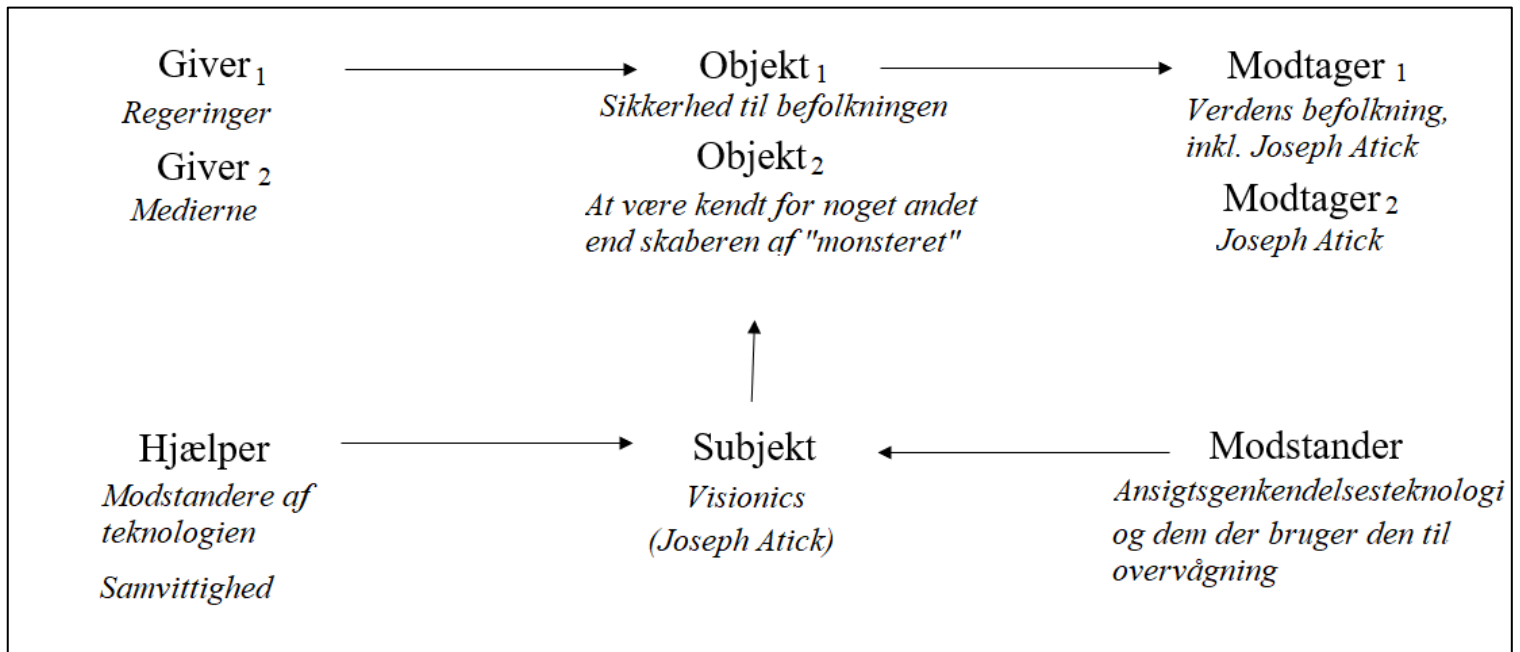 Giver 1
Regeringer
Giver 2
Medierne
Objekt 1
Sikkerhed til befolkningen
Objekt 2
At være kendt for noget andet
end skaberen af "monsteret"
Modtager 1
Verdens befolkning,
inkl. Joseph Atick
Modtager 2
Joseph Atick
Hjælper
Modstandere af
teknologien
Samvittighed
Subjekt
Visionics
(Joseph Atick)
Modstander
Ansigtsgenkendelsesteknologi
og dem der bruger den til
overvågning